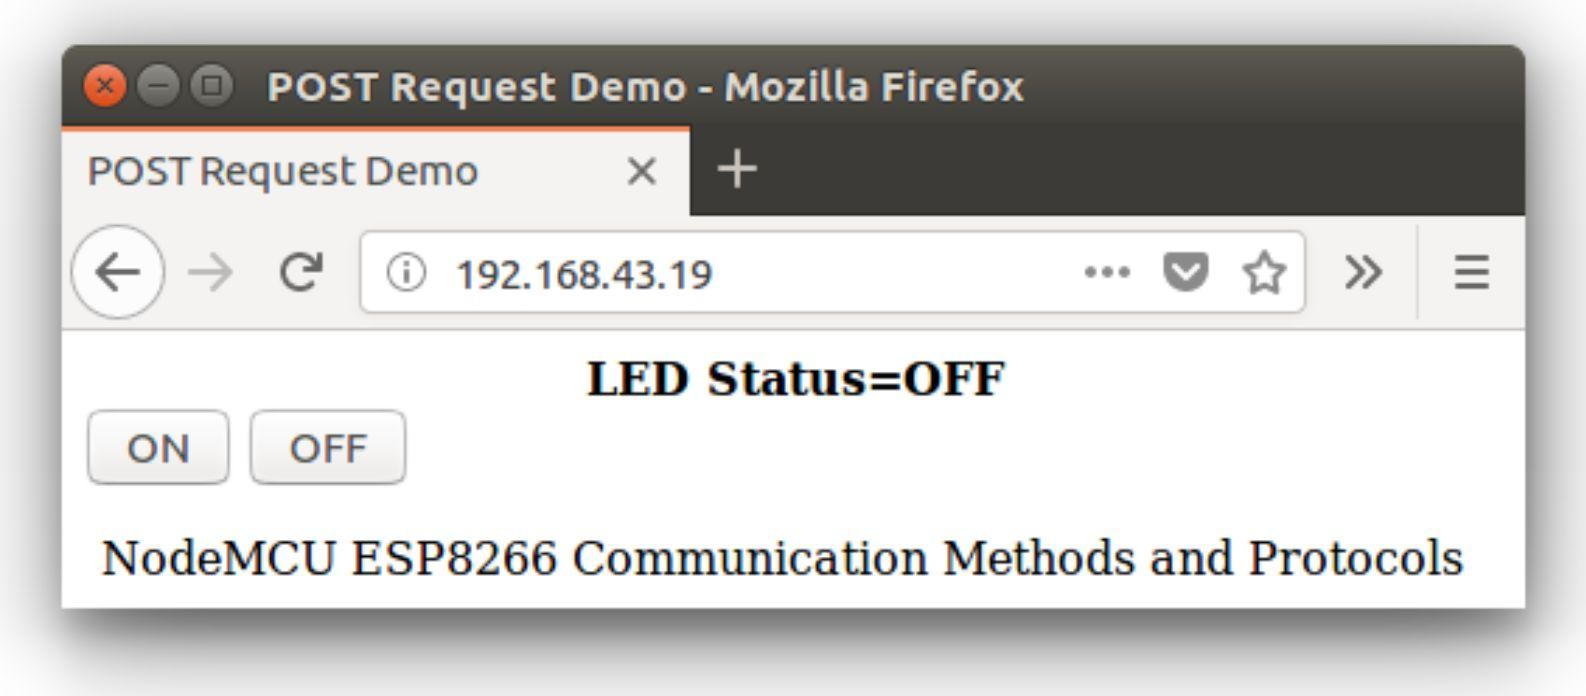 POST Request Demo - Mozilla Firefox
POST Request Demo
192.168.43.19
LED Status=OFF
ON OFF
NodeMCU ESP8266 Communication Methods and Protocols